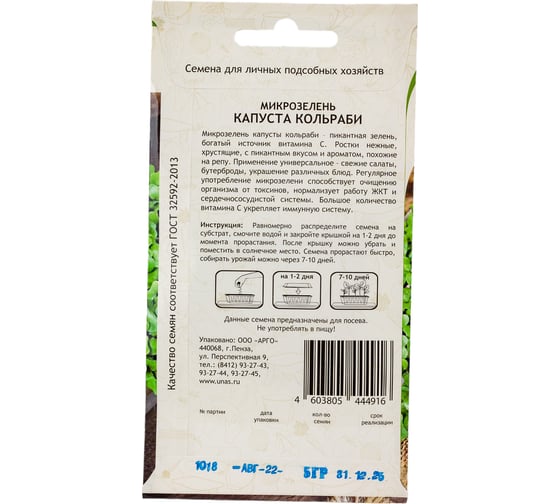 Семена для личных подсобных хозяйств
МИКРОЗЕЛЕНЬ
КАПУСТА КОЛЬРАБИ
Микрозелень капусты кольраби - пикантная зелень,
богатый источник витамина С. Ростки нежные,
хрустящие, с пикантным вкусом и ароматом, похожие
на репу. Применение универсальное - свежие салаты,
бутерброды, украшение различных блюд. Регулярное
употребление микрозелени способствует очищению
организма от токсинов, нормализует работу ЖКТ и
сердечнососудистой системы. Большое количество
витамина С укрепляет иммунную систему.
Инструкция: Равномерно распределите семена на
субстрат, смочите водой и закройте крышкой на 1-2 дня до
момента прорастания. После крышку можно убрать и
поместить в солнечное место. Семена прорастают быстро,
собирать урожай можно через 7-10 дней.
на 1-2 дня
7-10 дней
Данные семена предназначены для посева.
Не употреблять в пищу!
Упаковано: ООО «АРГО»
440068, г.Пенза,
ул. Перспективная 9,
тел.: (8412) 93-27-43,
93-27-44, 93-27-45,
www.unas.ru
4 603805 444916
№ партии
дата упаковки
кол-во семян
срок реализации
1018 =АВГ-22- 5ГР 31.12.25
Качество семян соответствует ГОСТ 32592-2013